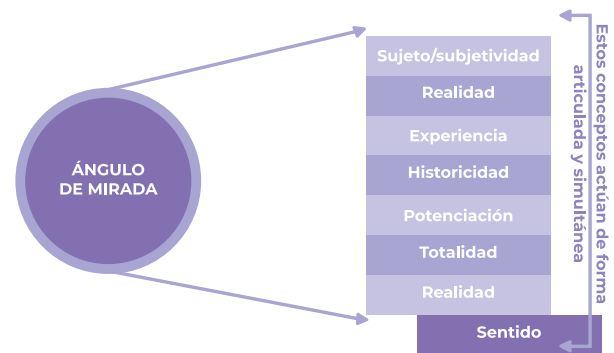 ÁNGULO
DE MIRADA
Sujeto/subjetividad
Realidad
Experiencia
Historicidad
Potenciación
Totalidad
Realidad
Sentido
Estos conceptos actúan de forma
articulada y simultánea